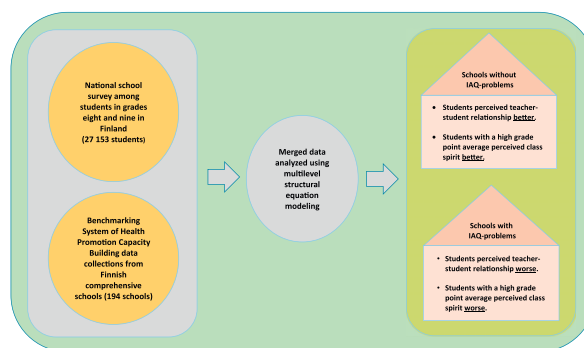 National school
survey among
students in grades
eight and nine in
Finland
(27 153 students)
Benchmarking
System of Health
Promotion Capacity
Building data
collections from
Finnish
comprehensive
schools (194 schools)
Merged data
analyzed using
multilevel
structural
equation
modeling
Schools without
IAQ-problems
• Students perceived teacher-
student relationship better.
• Students with a high grade
point average perceived class
spirit better.
Schools with
IAQ-problems
• Students perceived teacher-
student relationship worse.
• Students with a high grade
point average perceived class
spirit worse.